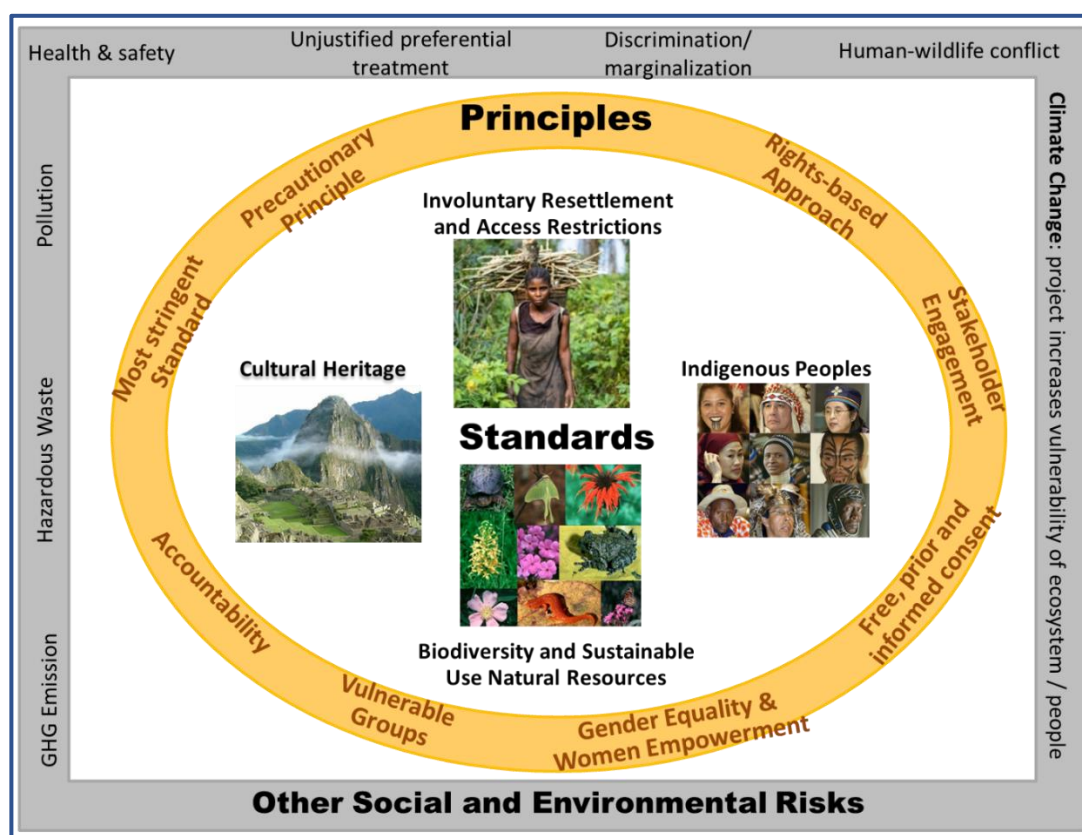 Health & safety
Unjustified preferential
treatment
Discrimination/
marginalization
Human-wildlife conflict
Pollution
Hazardous Waste
GHG Emission
Climate Change: project increases vulnerability of ecosystem / people
Principles
Precautionary
Principle
Rights-based
Approach
Most stringent
Standard
Stakeholder
Engagement
Accountability
Free, prior and
informed consent
Vulnerable
Groups
Gender Equality &
Women Empowerment
Involuntary Resettlement
and Access Restrictions
Cultural Heritage
Indigenous Peoples
Standards
Biodiversity and Sustainable
Use Natural Resources
Other Social and Environmental Risks